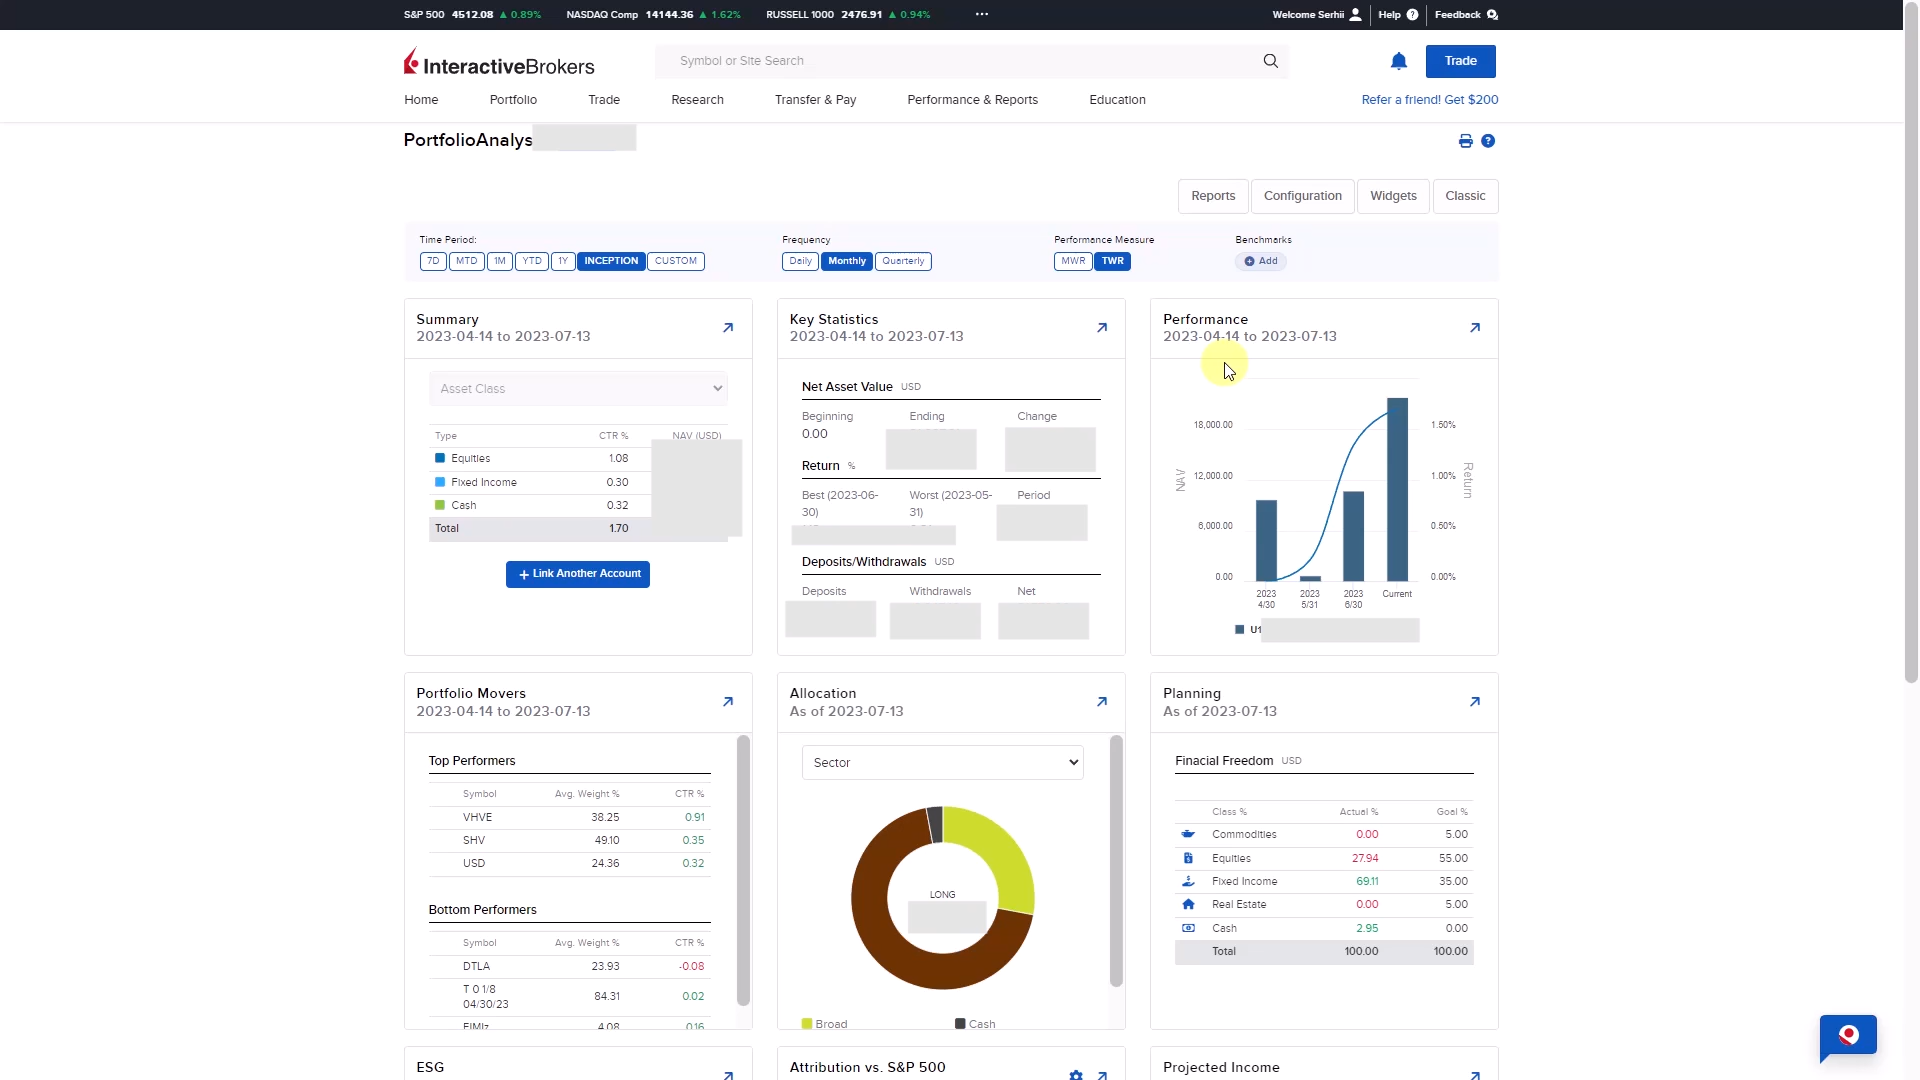 S&P 500 4512.08 ▲ 0.89% NASDAQ Comp 14144.36 ▲ 1.62% RUSSELL 1000 2476.91 ▲ 0.94% ••• Welcome Serhii Help Feedback
InteractiveBrokers Symbol or Site Search Trade
Home Portfolio Trade Research Transfer & Pay Performance & Reports Education Refer a friend! Get $200
PortfolioAnalys
Reports Configuration Widgets Classic
Time Period: Frequency Performance Measure Benchmarks
7D MTD 1M YTD 1Y INCEPTION CUSTOM Daily Monthly Quarterly MWR TWR Add
Summary
2023-04-14 to 2023-07-13
Asset Class
Type CTR % NAV (USD)
Equities 1.08
Fixed Income 0.30
Cash 0.32
Total 1.70
+ Link Another Account
Key Statistics
2023-04-14 to 2023-07-13
Net Asset Value USD
Beginning Ending Change
0.00
Return %
Best (2023-06-30) Worst (2023-05-31) Period
Deposits/Withdrawals USD
Deposits Withdrawals Net
Performance
2023-04-14 to 2023-07-13
18,000.00 1.50%
12,000.00 1.00%
6,000.00 0.50%
0.00 0.00%
NAV
Return
2023 2023 2023 Current
4/30 5/31 6/30
Portfolio Movers
2023-04-14 to 2023-07-13
Top Performers
Symbol Avg. Weight % CTR %
VHVE 38.25 0.91
SHV 49.10 0.35
USD 24.36 0.32
Bottom Performers
Symbol Avg. Weight % CTR %
DTLA 23.93 -0.08
T 0 1/8
04/30/23 84.31 0.02
4.08 0.16
Allocation
As of 2023-07-13
Sector
LONG
Broad Cash
Planning
As of 2023-07-13
Finacial Freedom USD
Class % Actual % Goal %
Commodities 0.00 5.00
Equities 27.94 55.00
Fixed Income 69.11 35.00
Real Estate 0.00 5.00
Cash 2.95 0.00
Total 100.00 100.00
ESG
Attribution vs. S&P 500
Projected Income